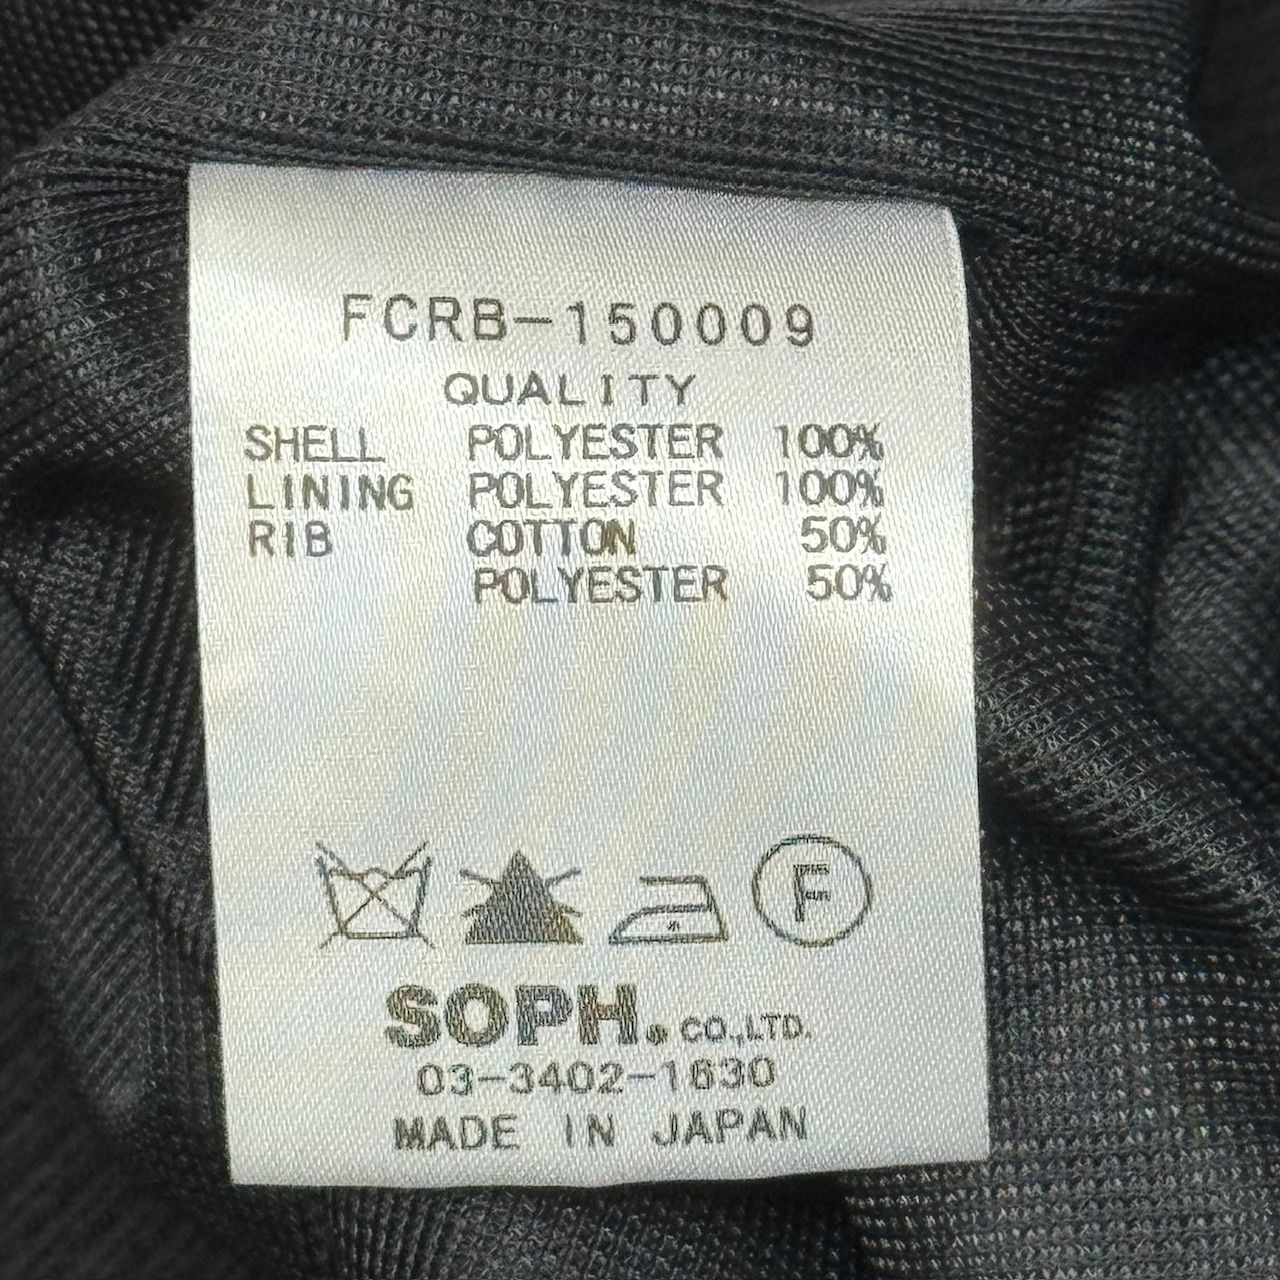 FCRB-150009
QUALITY
SHELL POLYESTER 100%
LINING POLYESTER 100%
RIB COTTON 50%
POLYESTER 50%
F
SOPH. CO.,LTD.
03-3402-1630
MADE IN JAPAN